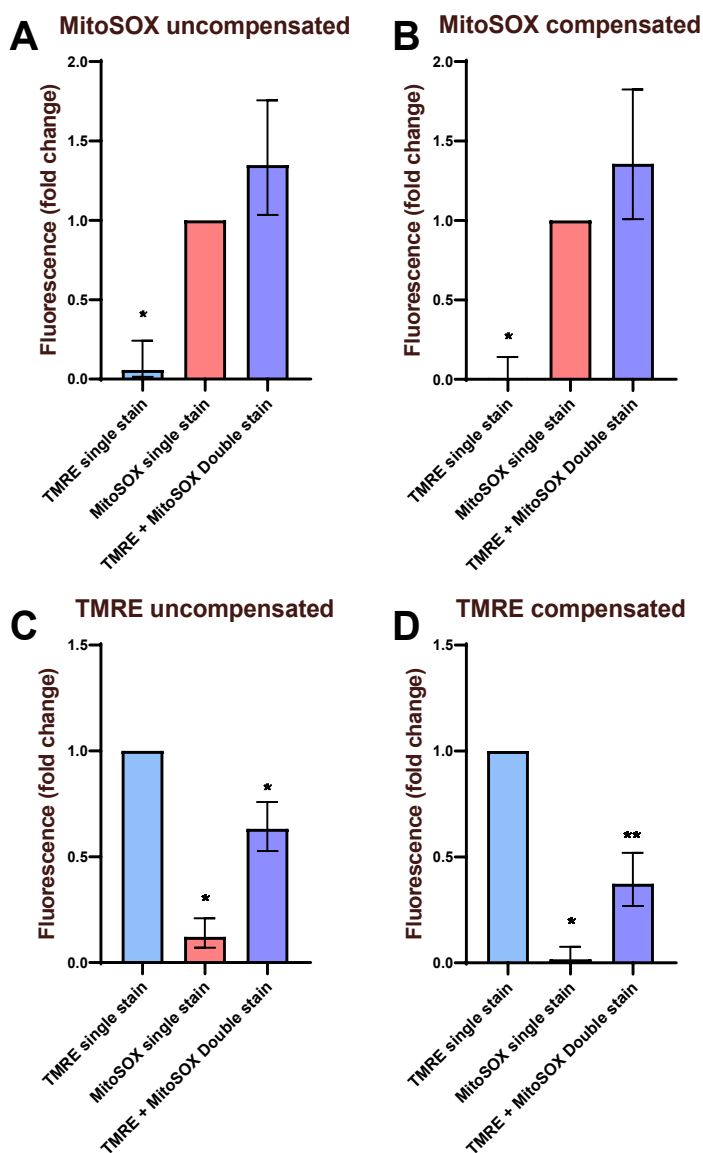 A
MitoSOX uncompensated
Fluorescence (fold change)
2.0
1.5
1.0
0.5
0.0
*
TMRE single stain
MitoSOX single stain
TMRE + MitoSOX Double stain
B
MitoSOX compensated
Fluorescence (fold change)
2.0
1.5
1.0
0.5
0.0
*
TMRE single stain
MitoSOX single stain
TMRE + MitoSOX Double stain
C
TMRE uncompensated
Fluorescence (fold change)
1.5
1.0
0.5
0.0
*
*
TMRE single stain
MitoSOX single stain
TMRE + MitoSOX Double stain
D
TMRE compensated
Fluorescence (fold change)
1.5
1.0
0.5
0.0
*
**
TMRE single stain
MitoSOX single stain
TMRE + MitoSOX Double stain